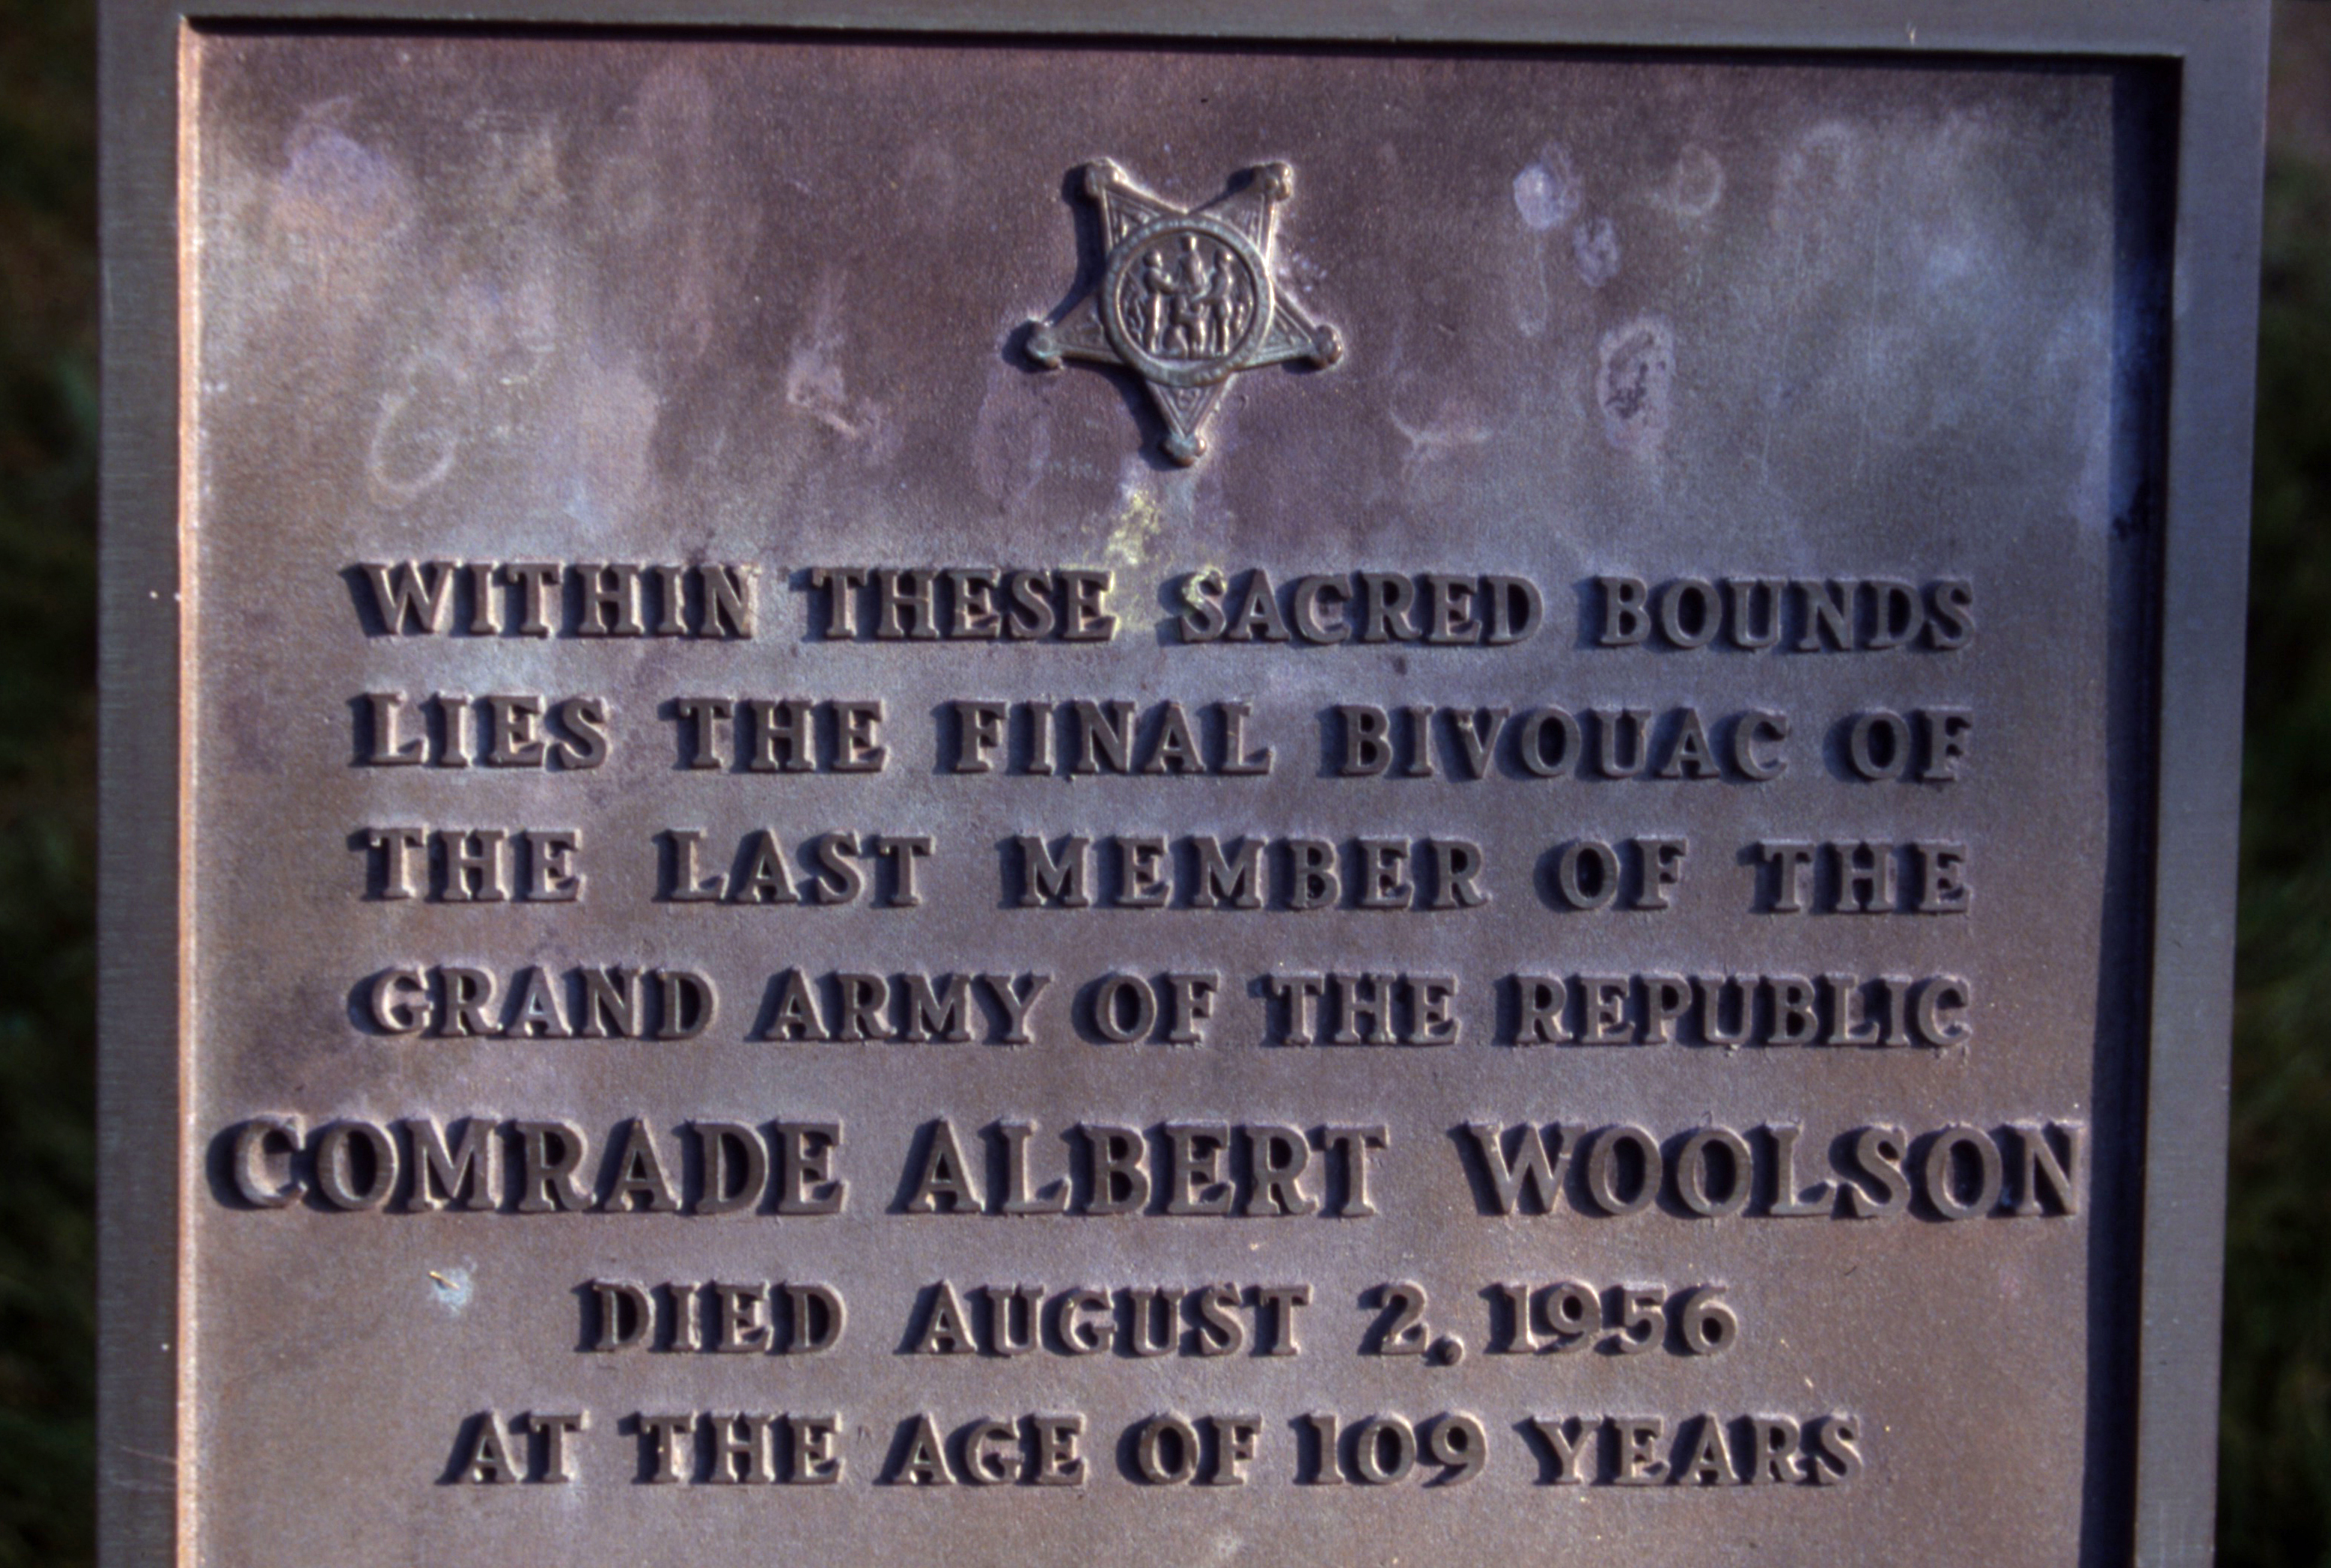 WITHIN THESE SACRED BOUNDS
LIES THE FINAL BIVOUAC OF
THE LAST MEMBER OF THE
GRAND ARMY OF THE REPUBLIC
COMRADE ALBERT WOOLSON
DIED AUGUST 2, 1956
AT THE AGE OF 109 YEARS